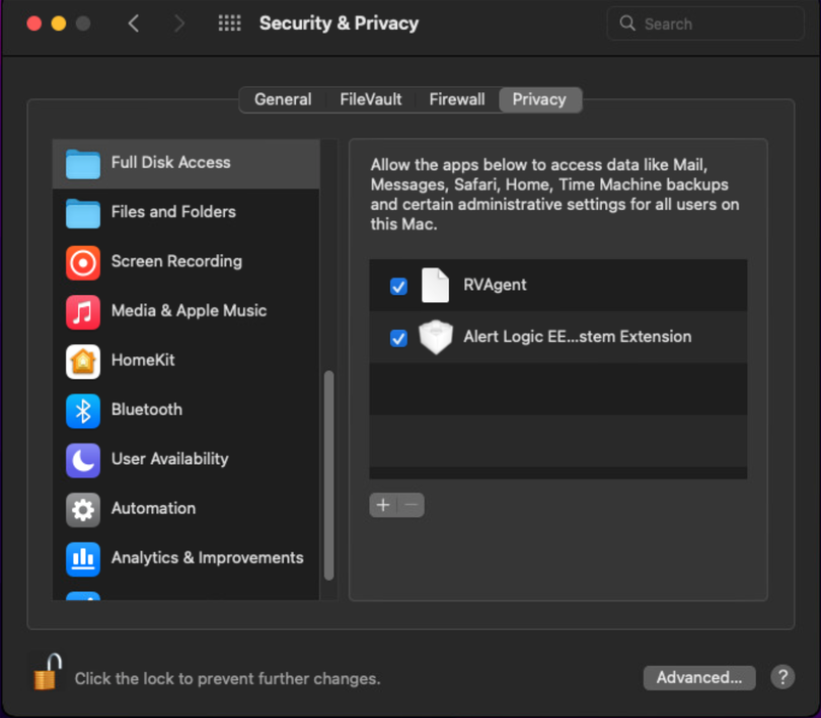 Security & Privacy
Search
General
FileVault
Firewall
Privacy
Full Disk Access
Files and Folders
Screen Recording
Media & Apple Music
HomeKit
Bluetooth
User Availability
Automation
Analytics & Improvements
Allow the apps below to access data like Mail,
Messages, Safari, Home, Time Machine backups
and certain administrative settings for all users on
this Mac.
RVAgent
Alert Logic EE...stem Extension
Click the lock to prevent further changes.
Advanced...
?